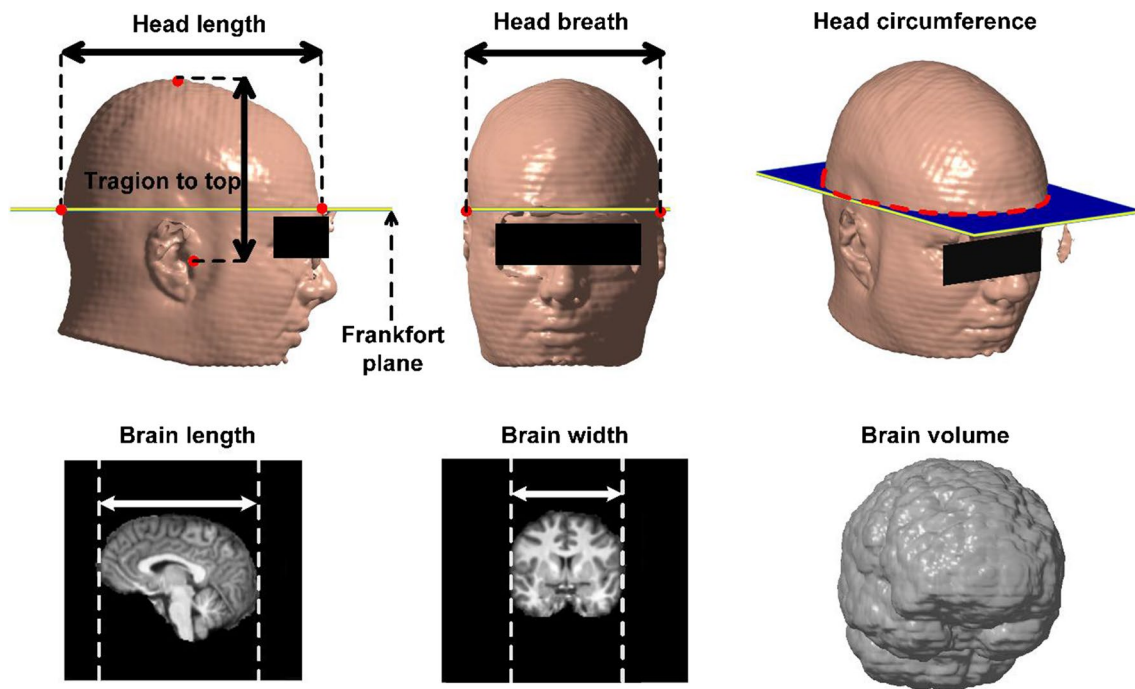 Head length
Head breath
Head circumference
Tragion to top
Frankfort
plane
Brain length
Brain width
Brain volume